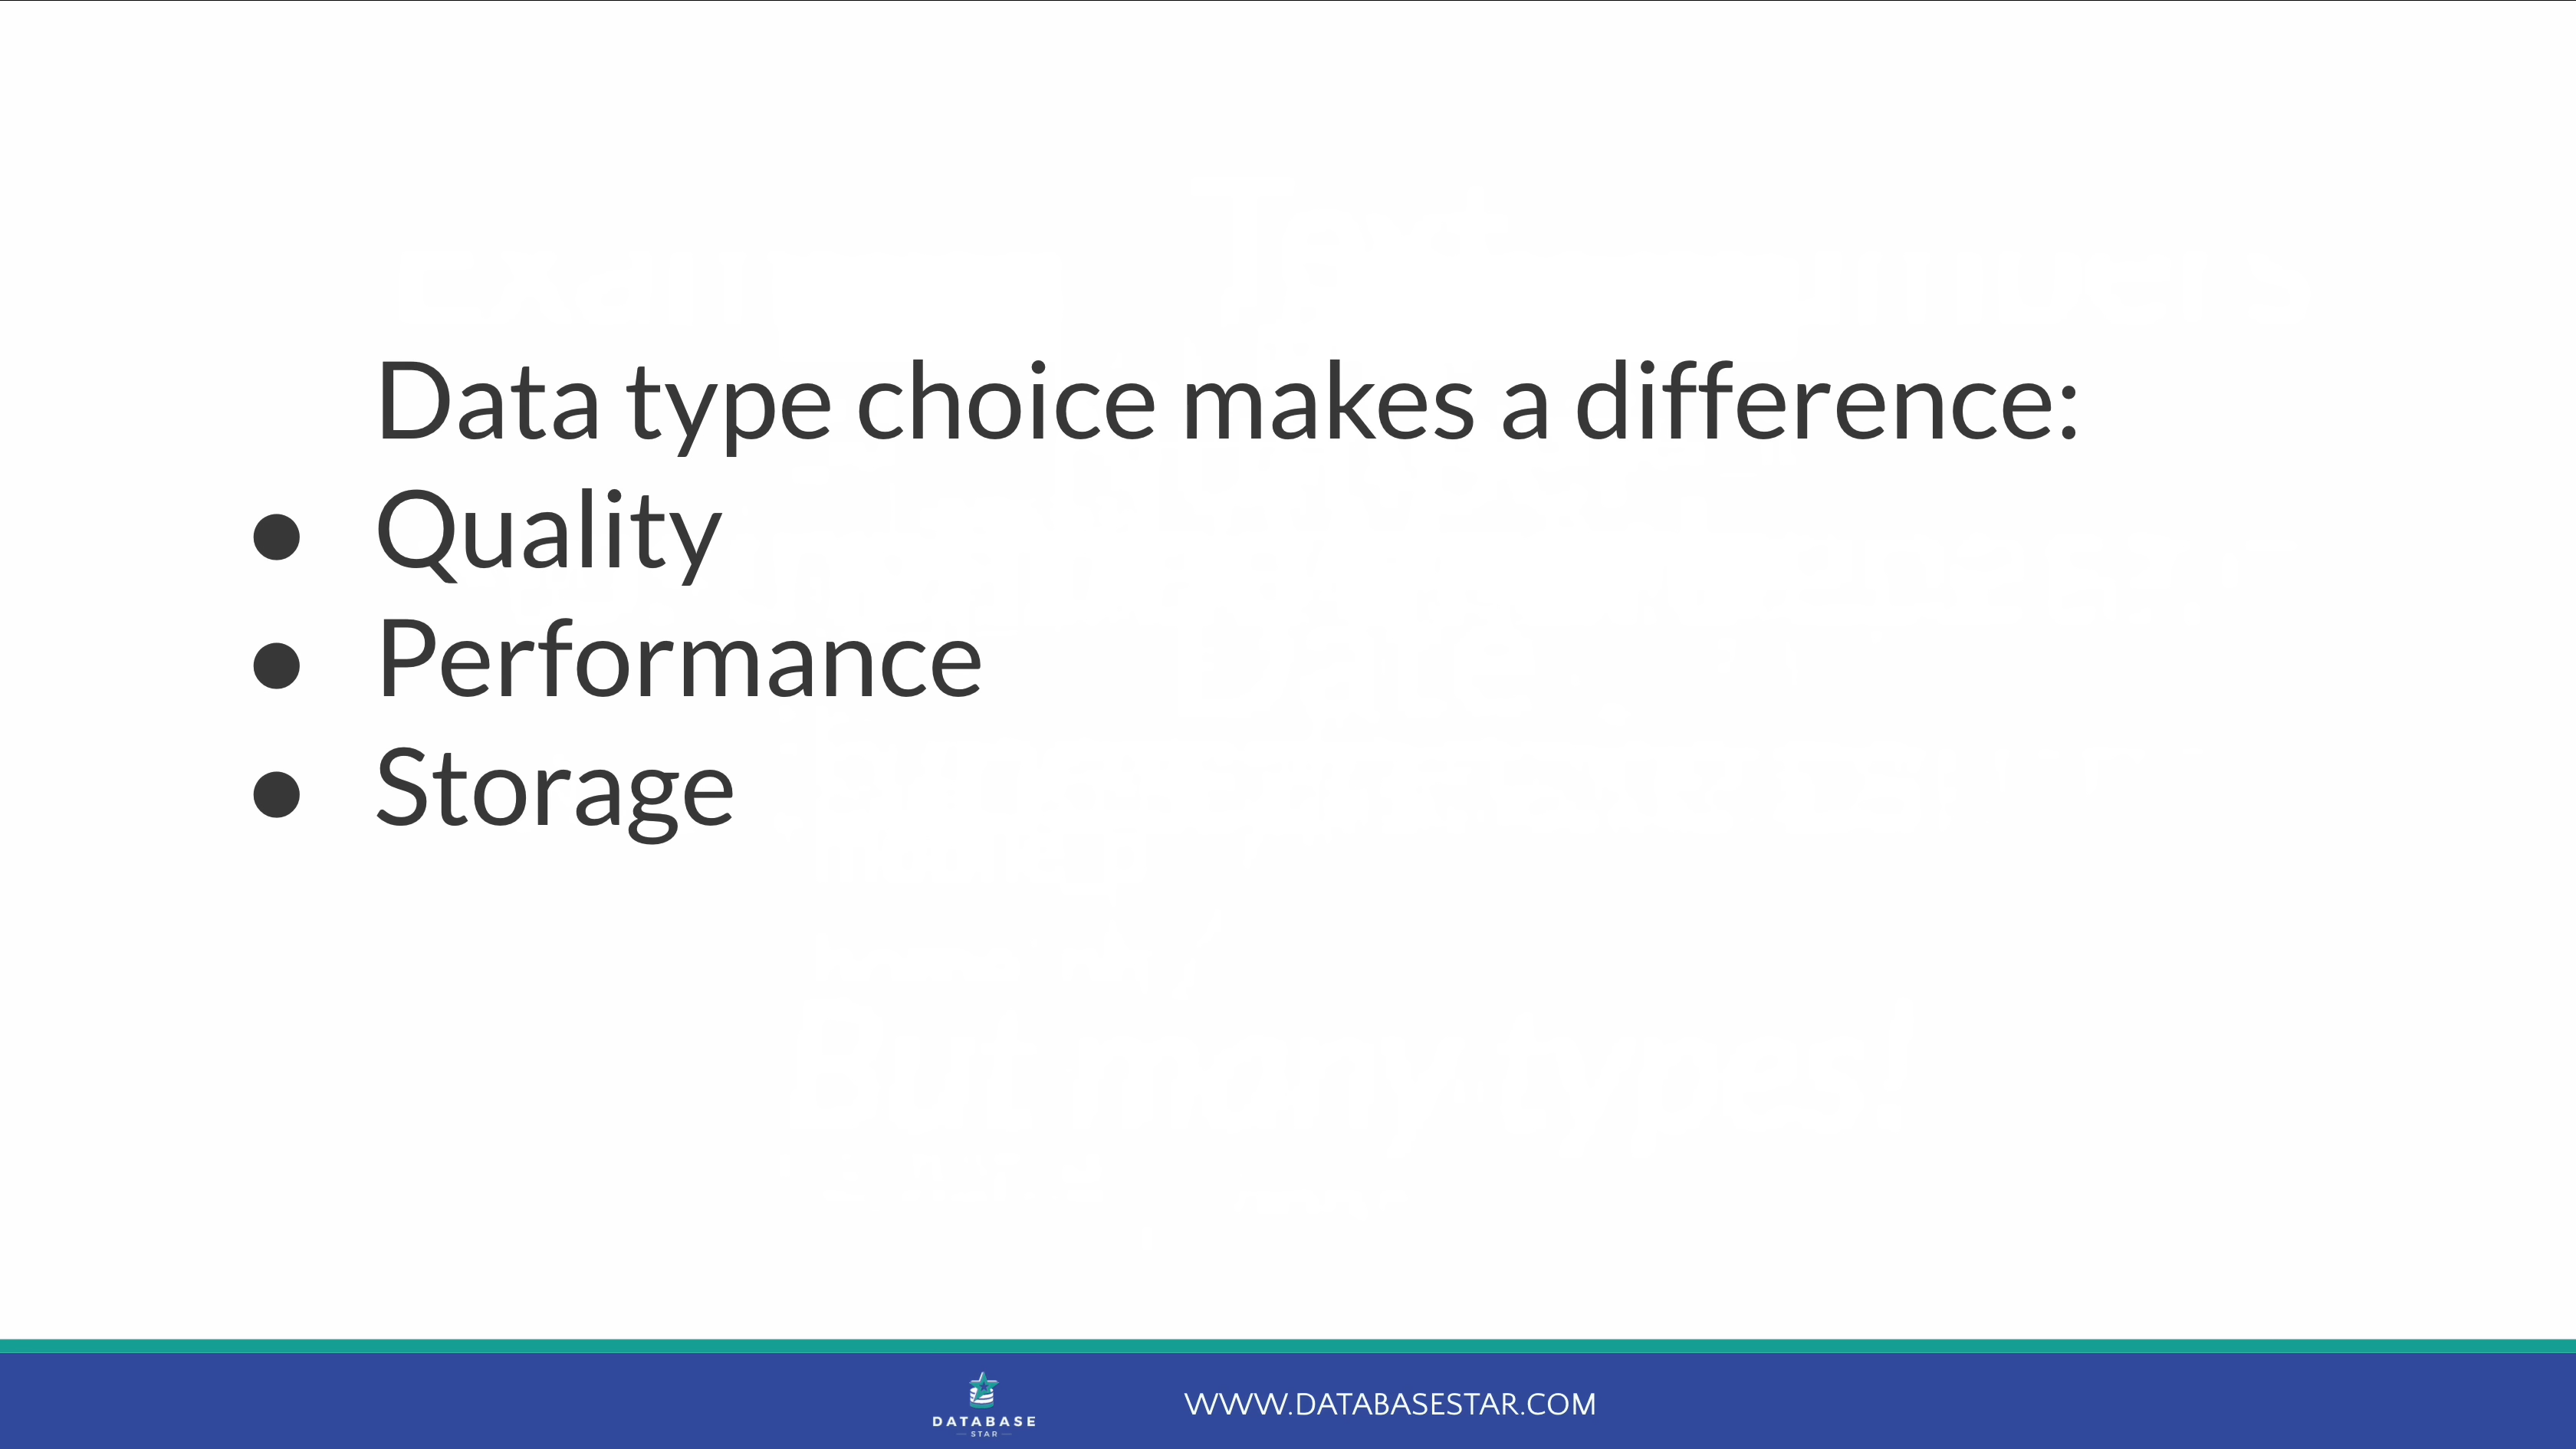 Data type choice makes a difference:
● Quality
● Performance
● Storage
DATABASE
STAR
WWW.DATABASESTAR.COM